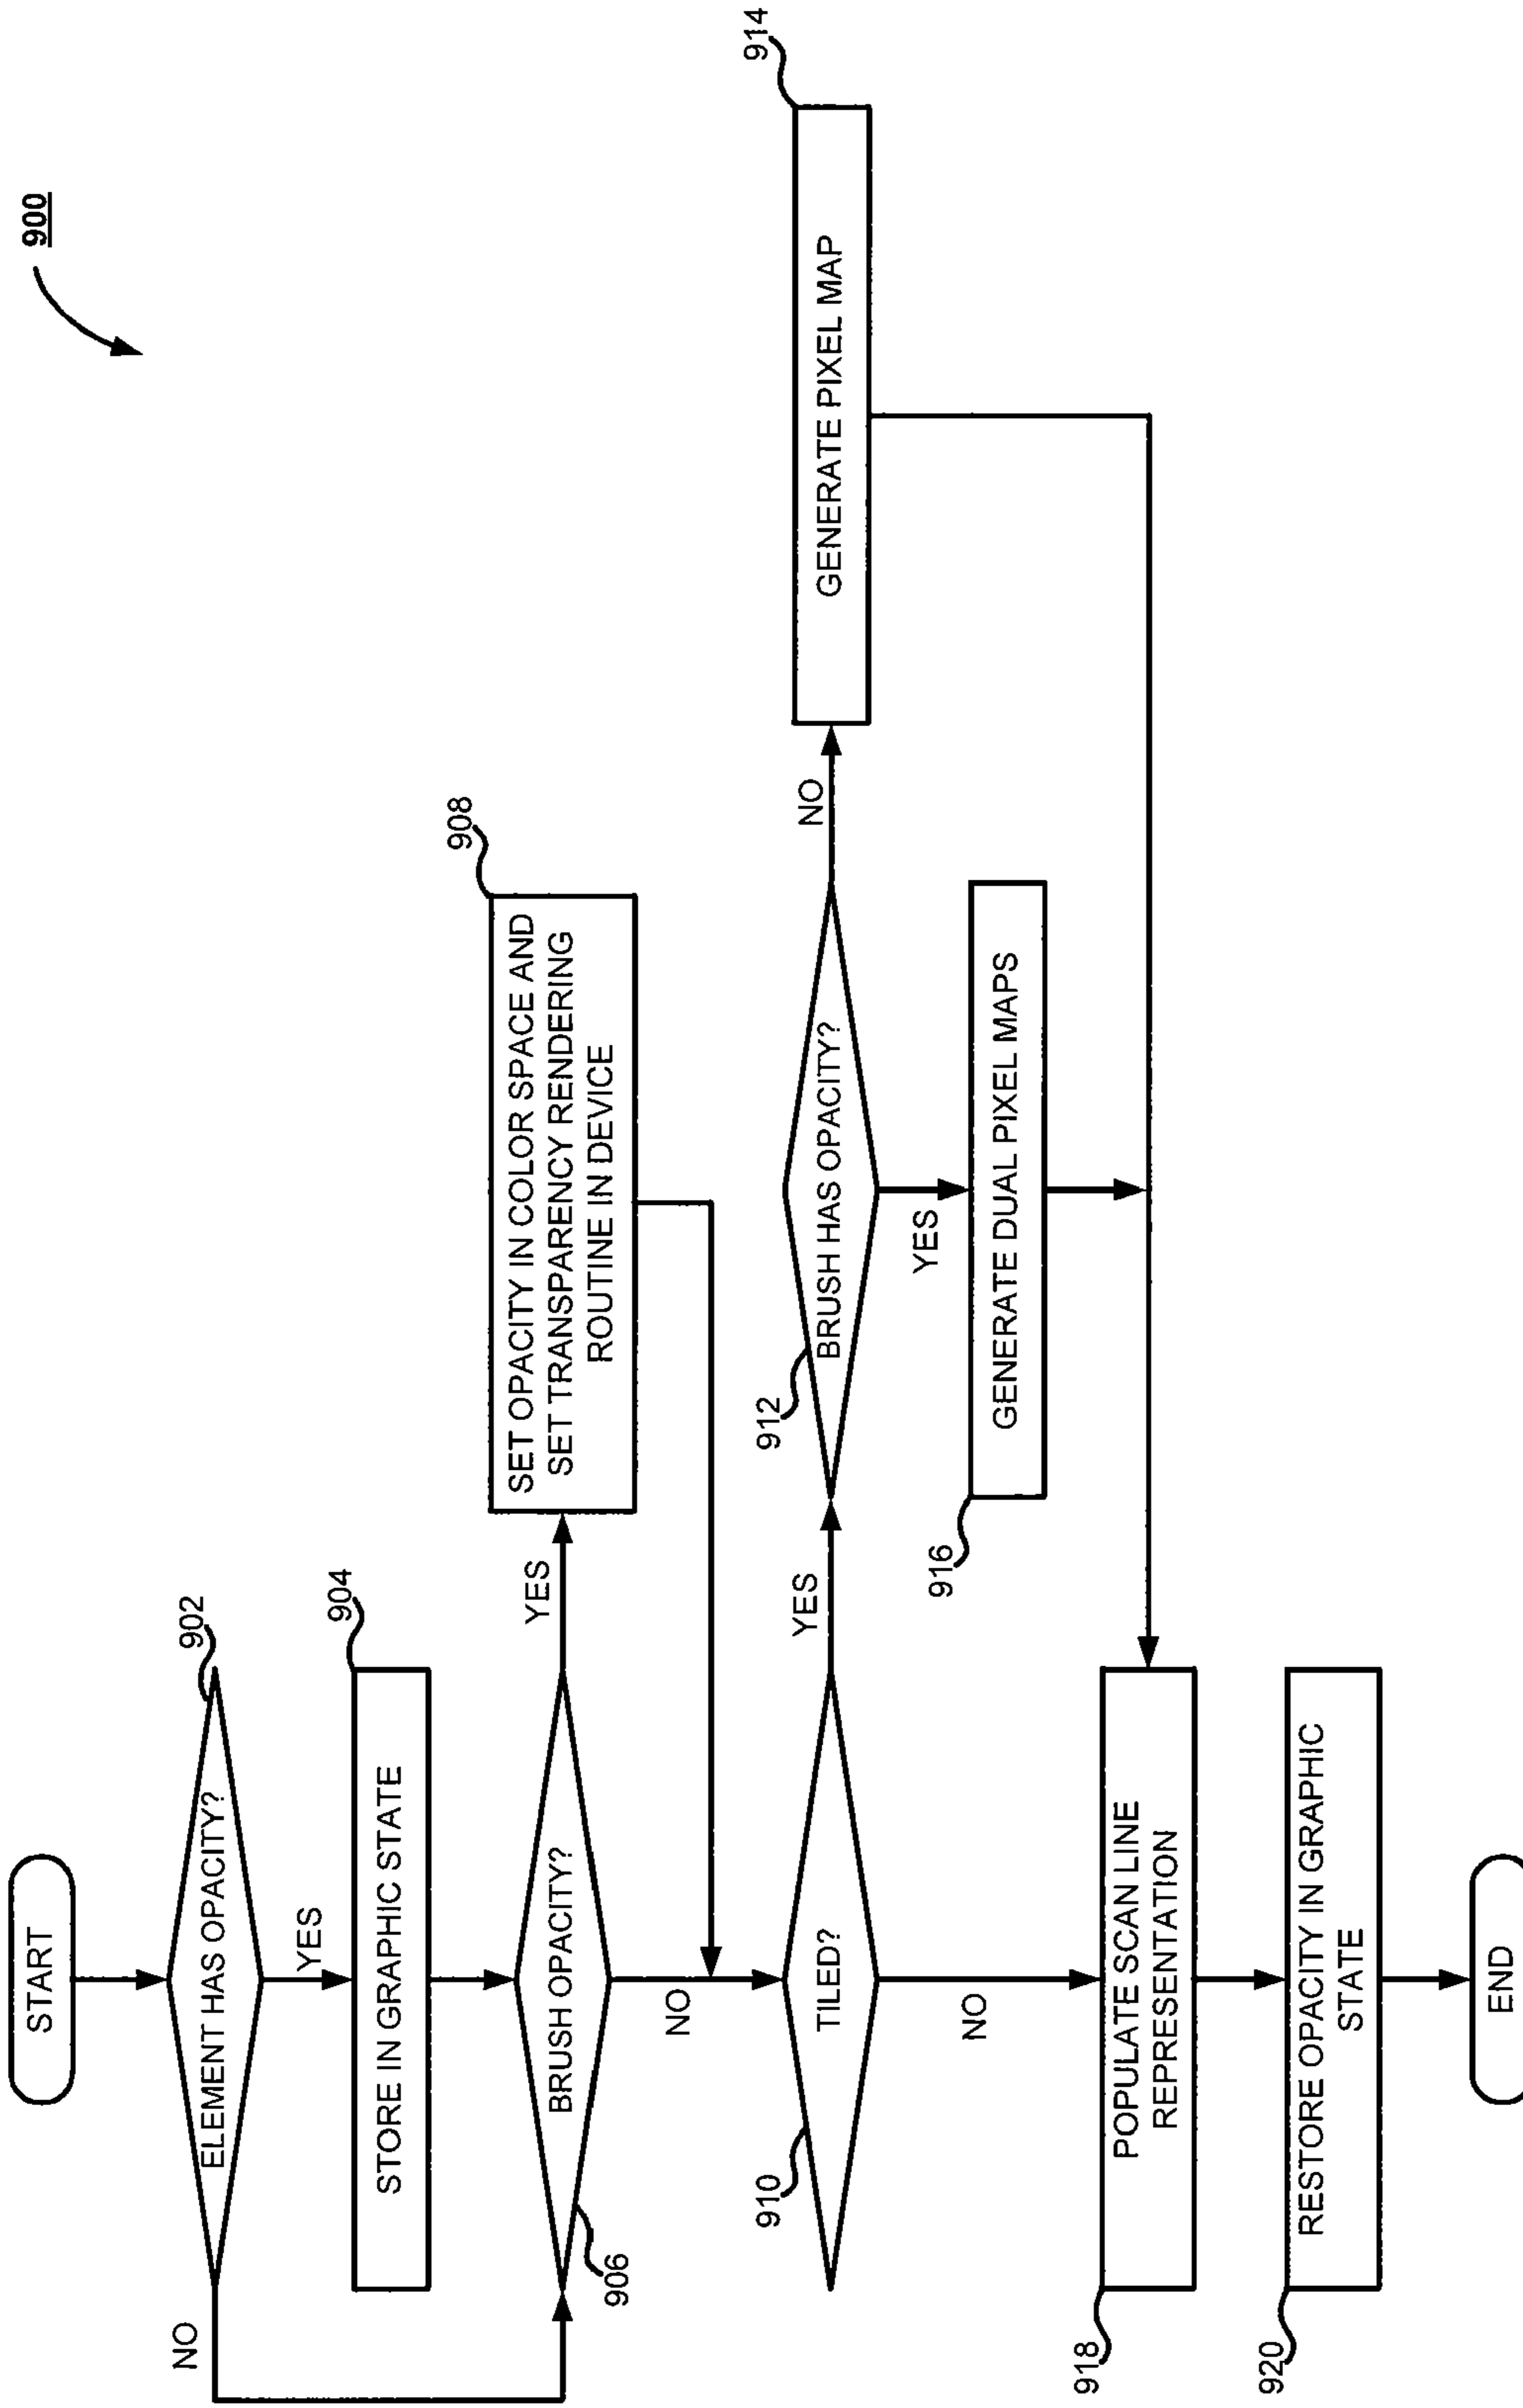 900
START
ELEMENT HAS OPACITY?
902
NO
YES
STORE IN GRAPHIC STATE
904
BRUSH OPACITY?
906
YES
SET OPACITY IN COLOR SPACE AND
SET TRANSPARENCY RENDERING
ROUTINE IN DEVICE
908
NO
TILED?
910
YES
BRUSH HAS OPACITY?
912
NO
GENERATE PIXEL MAP
914
YES
GENERATE DUAL PIXEL MAPS
916
NO
POPULATE SCAN LINE
REPRESENTATION
918
RESTORE OPACITY IN GRAPHIC
STATE
920
END